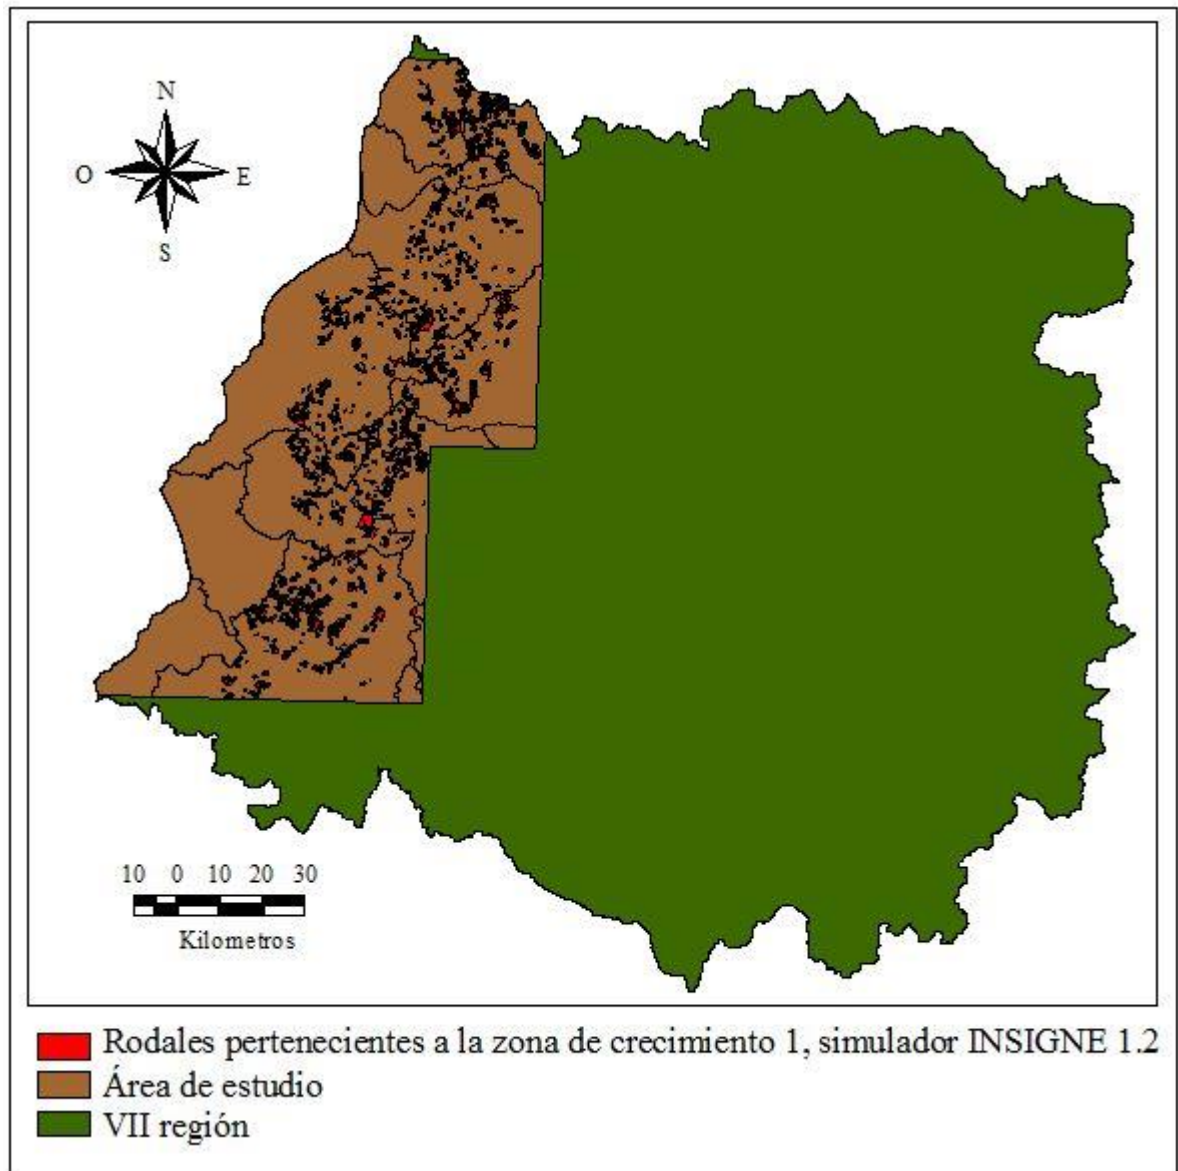 N
O E
S
10 0 10 20 30
Kilometros
Rodales pertenecientes a la zona de crecimiento 1, simulador INSIGNE 1.2
Área de estudio
VII región